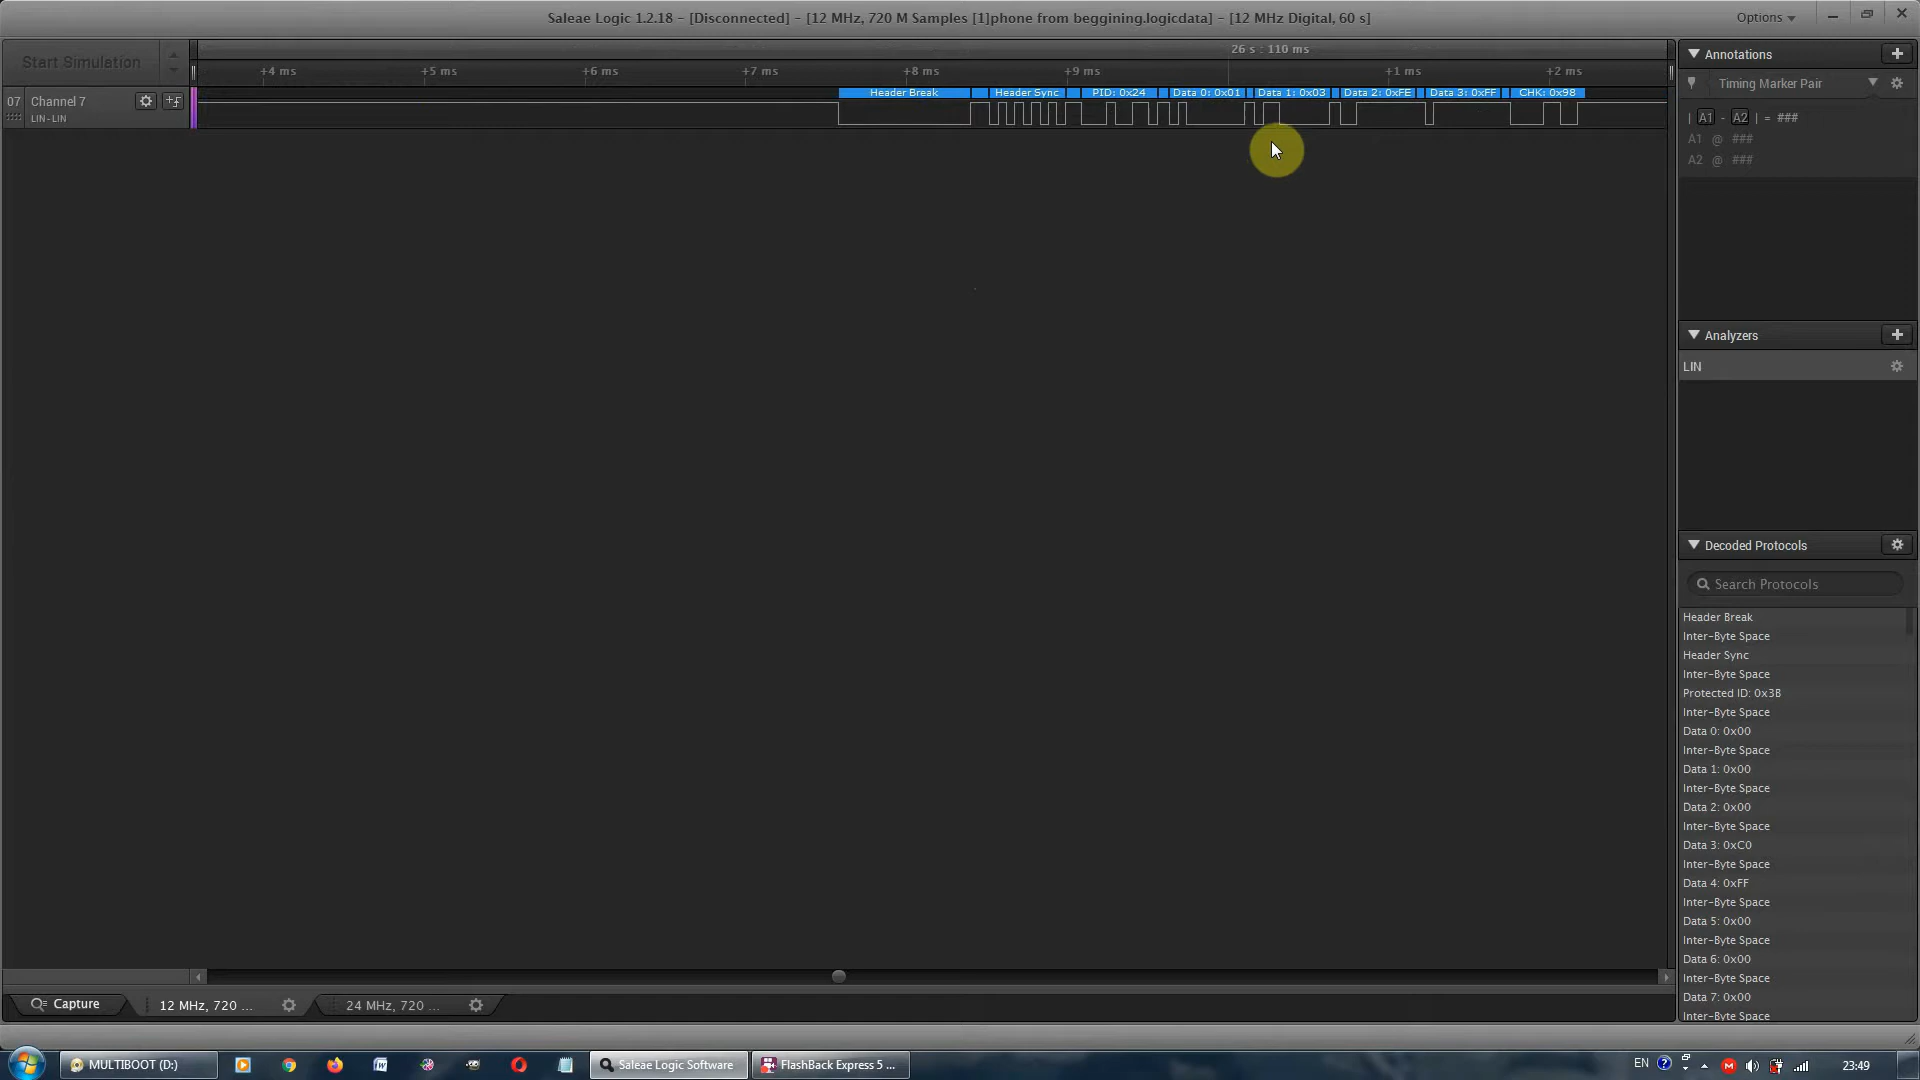 Saleae Logic 1.2.18 - [Disconnected] - [12 MHz, 720 M Samples [1]phone from beggining.logicdata] - [12 MHz Digital, 60 s]
Options
Start Simulation
26 s : 110 ms
+4 ms +5 ms +6 ms +7 ms +8 ms +9 ms +1 ms +2 ms
07 Channel 7
LIN - LIN
Header Break Header Sync PID: 0x24 Data 0: 0x01 Data 1: 0x03 Data 2: 0xFE Data 3: 0xFF CHK: 0x98
Annotations
Timing Marker Pair
| A1 - A2 | = ###
A1 @ ###
A2 @ ###
Analyzers
LIN
Decoded Protocols
Search Protocols
Header Break
Inter-Byte Space
Header Sync
Inter-Byte Space
Protected ID: 0x3B
Inter-Byte Space
Data 0: 0x00
Inter-Byte Space
Data 1: 0x00
Inter-Byte Space
Data 2: 0x00
Inter-Byte Space
Data 3: 0xC0
Inter-Byte Space
Data 4: 0xFF
Inter-Byte Space
Data 5: 0x00
Inter-Byte Space
Data 6: 0x00
Inter-Byte Space
Data 7: 0x00
Inter-Byte Space
Capture 12 MHz, 720 ... 24 MHz, 720 ...
MULTIBOOT (D:) Saleae Logic Software FlashBack Express 5 ... EN 23:49